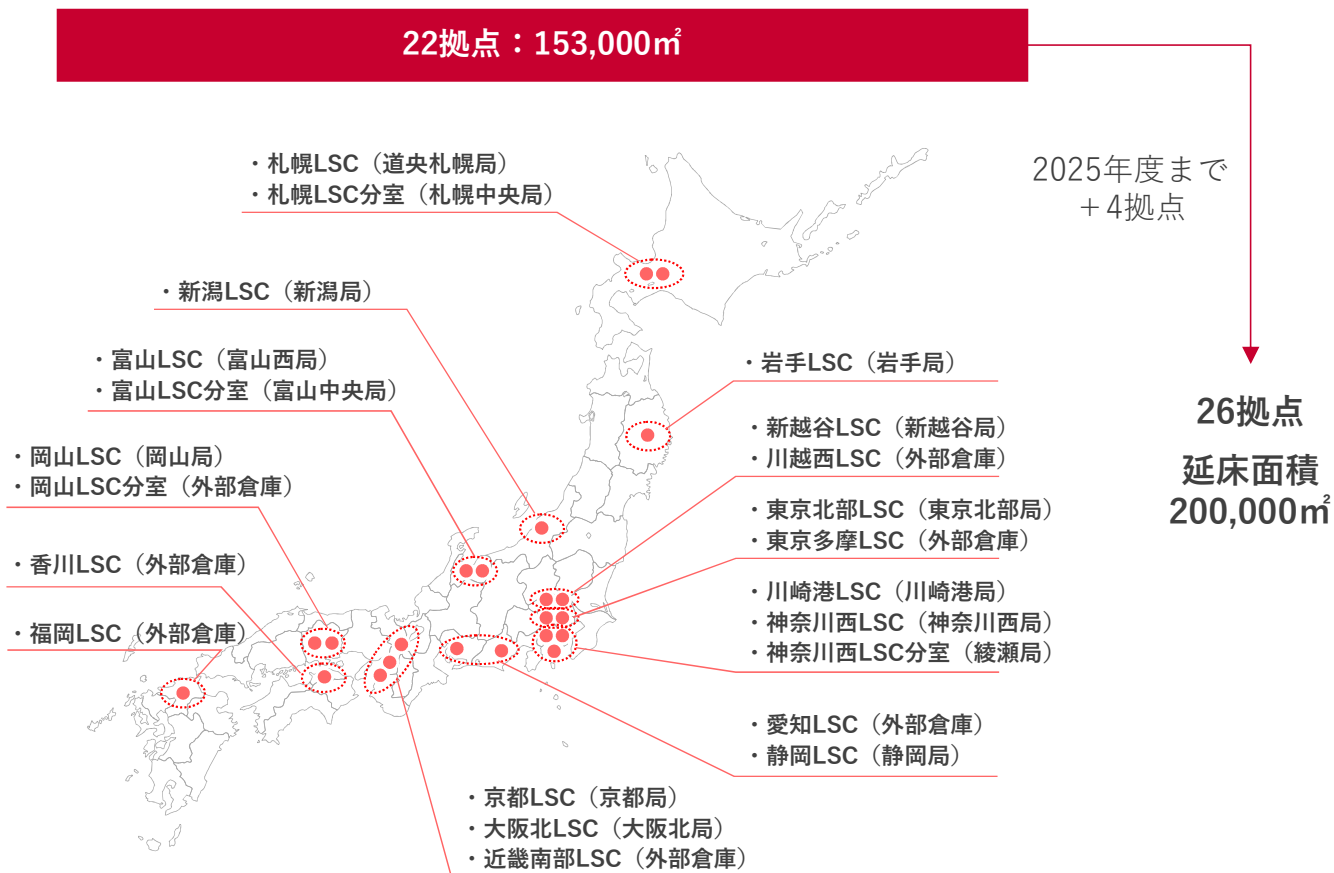 22拠点：153,000㎡
2025年度まで
＋4拠点
26拠点
延床面積
200,000㎡
・札幌LSC（道央札幌局）
・札幌LSC分室（札幌中央局）
・新潟LSC（新潟局）
・富山LSC（富山西局）
・富山LSC分室（富山中央局）
・岡山LSC（岡山局）
・岡山LSC分室（外部倉庫）
・香川LSC（外部倉庫）
・福岡LSC（外部倉庫）
・岩手LSC（岩手局）
・新越谷LSC（新越谷局）
・川越西LSC（外部倉庫）
・東京北部LSC（東京北部局）
・東京多摩LSC（外部倉庫）
・川崎港LSC（川崎港局）
・神奈川西LSC（神奈川西局）
・神奈川西LSC分室（綾瀬局）
・愛知LSC（外部倉庫）
・静岡LSC（静岡局）
・京都LSC（京都局）
・大阪北LSC（大阪北局）
・近畿南部LSC（外部倉庫）